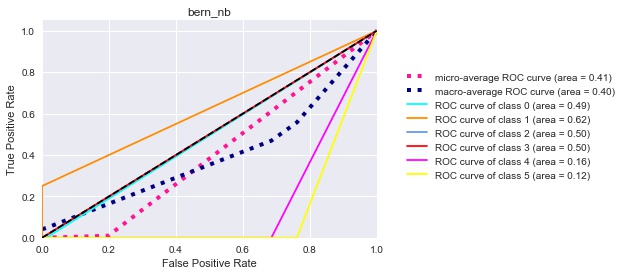 bern_nb
1.0
0.8
0.6
0.4
0.2
0.0
True Positive Rate
0.0 0.2 0.4 0.6 0.8 1.0
False Positive Rate
micro-average ROC curve (area = 0.41)
macro-average ROC curve (area = 0.40)
ROC curve of class 0 (area = 0.49)
ROC curve of class 1 (area = 0.62)
ROC curve of class 2 (area = 0.50)
ROC curve of class 3 (area = 0.50)
ROC curve of class 4 (area = 0.16)
ROC curve of class 5 (area = 0.12)